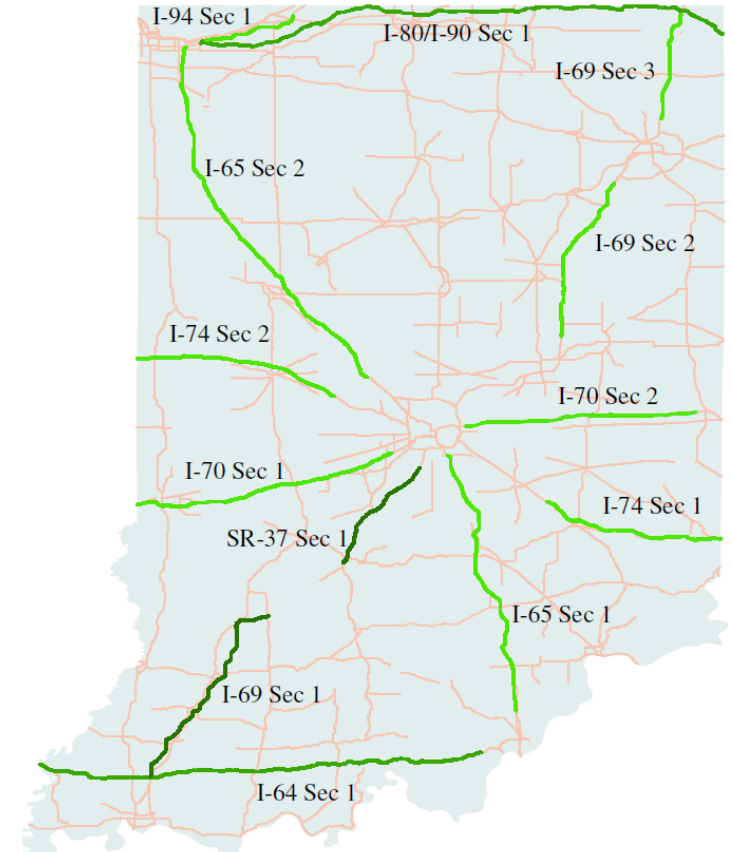 I-94 Sec 1
I-80/I-90 Sec 1
I-69 Sec 3
I-65 Sec 2
I-69 Sec 2
I-74 Sec 2
I-70 Sec 2
I-70 Sec 1
I-74 Sec 1
SR-37 Sec 1
I-65 Sec 1
I-69 Sec 1
I-64 Sec 1